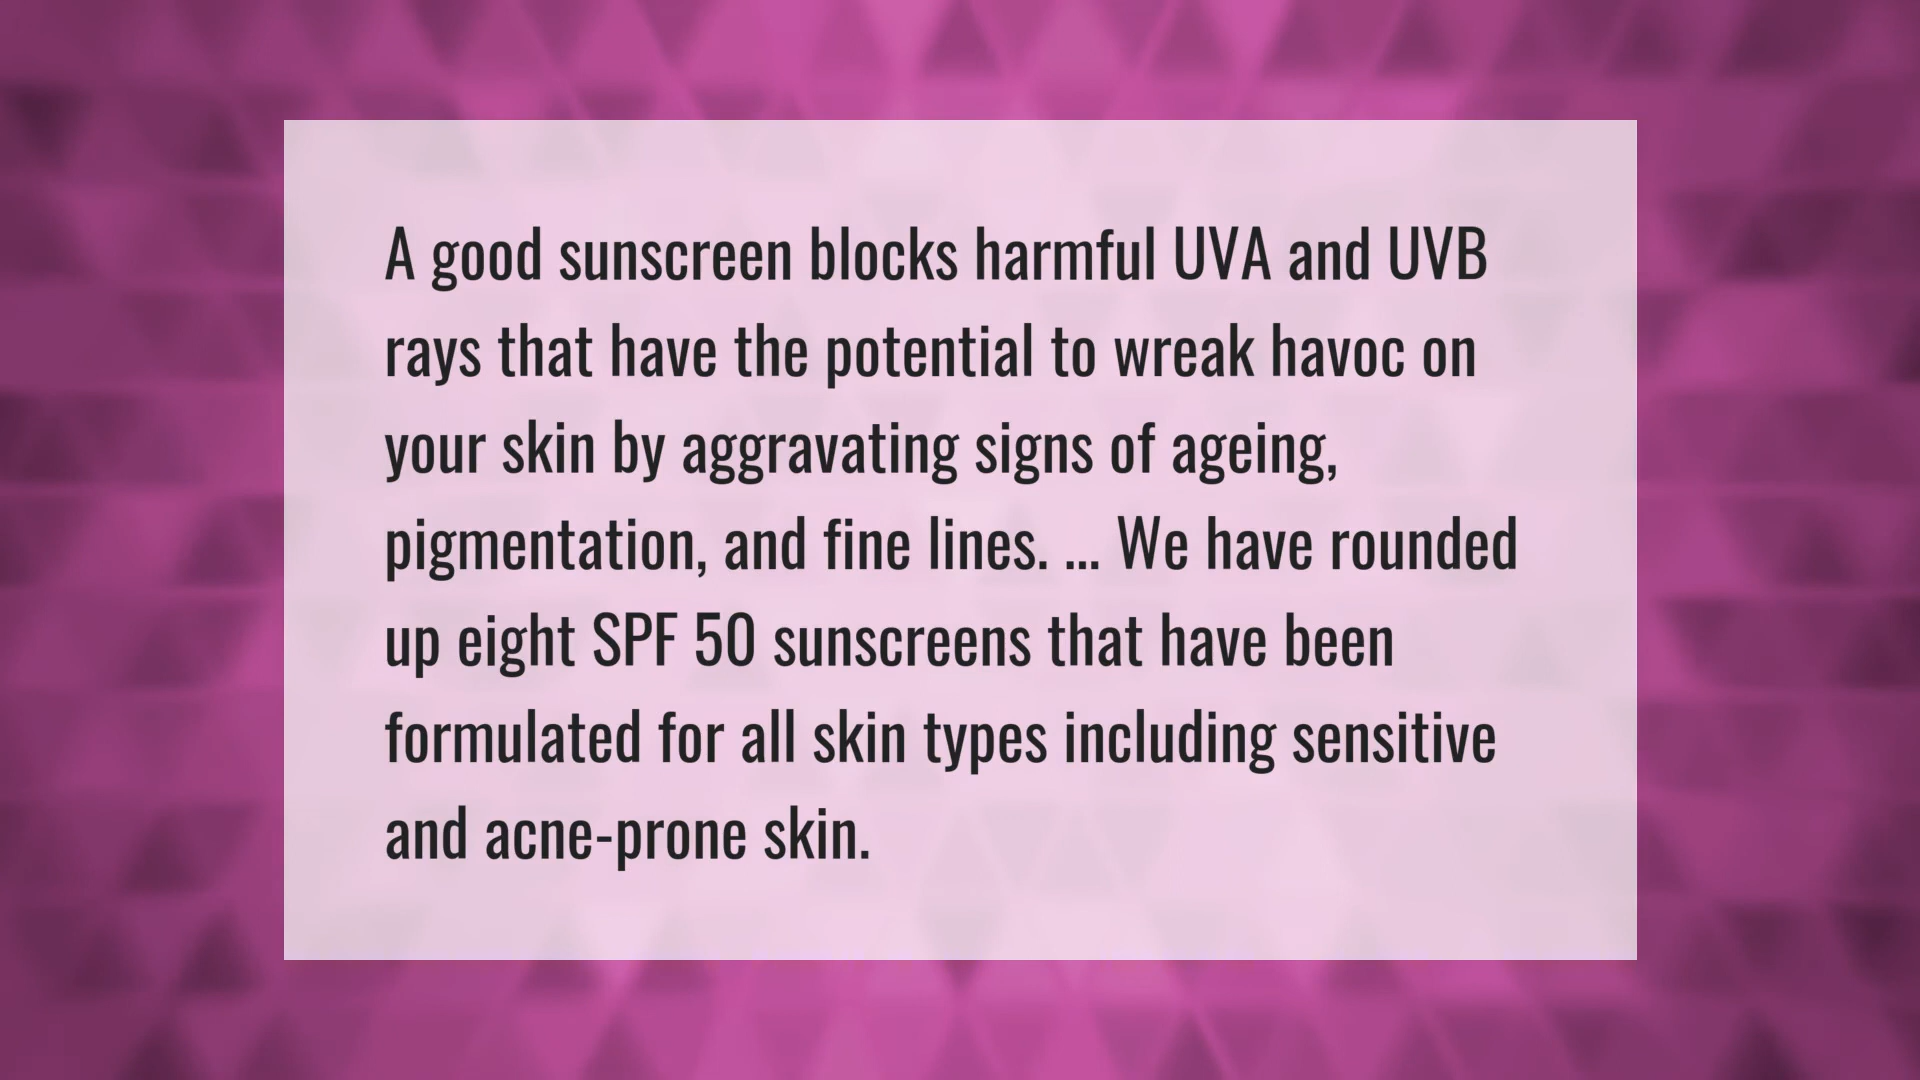 A good sunscreen blocks harmful UVA and UVB
rays that have the potential to wreak havoc on
your skin by aggravating signs of ageing,
pigmentation, and fine lines. ... We have rounded
up eight SPF 50 sunscreens that have been
formulated for all skin types including sensitive
and acne-prone skin.